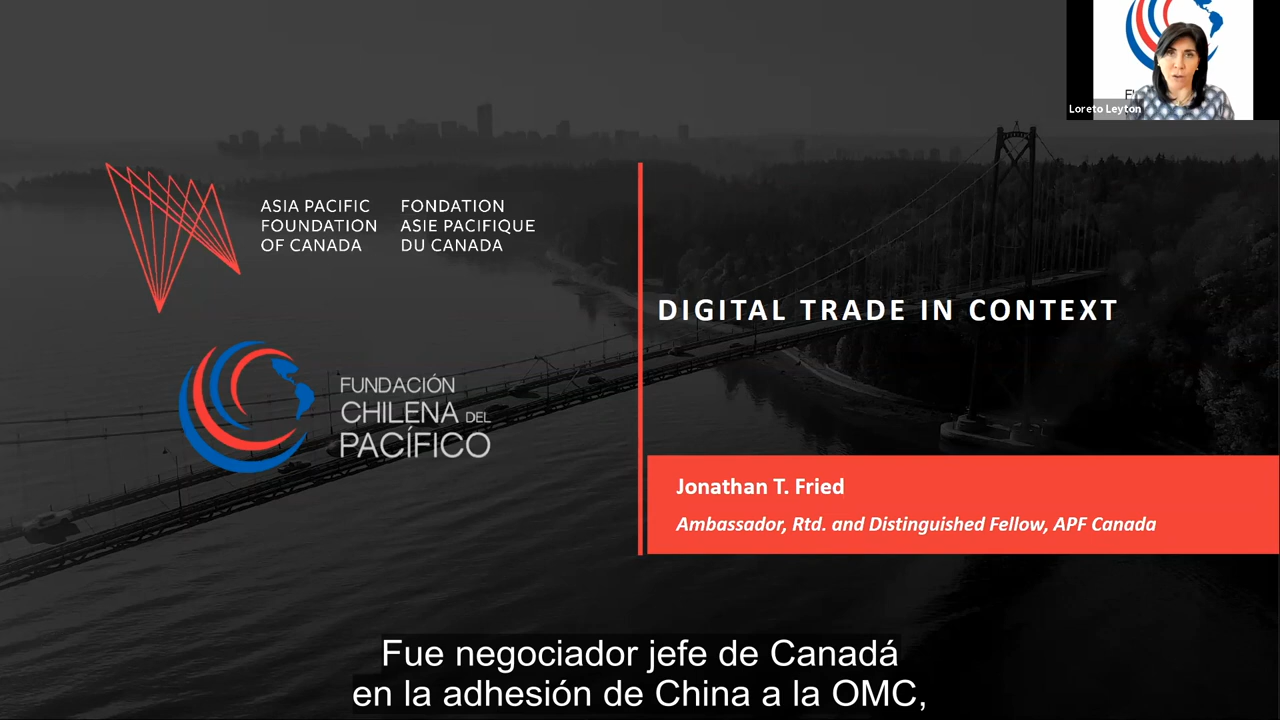 Loreto Leyton
ASIA PACIFIC
FOUNDATION
OF CANADA
FONDATION
ASIE PACIFIQUE
DU CANADA
DIGITAL TRADE IN CONTEXT
FUNDACIÓN
CHILENA DEL
PACÍFICO
Jonathan T. Fried
Ambassador, Rtd. and Distinguished Fellow, APF Canada
Fue negociador jefe de Canadá
en la adhesión de China a la OMC,